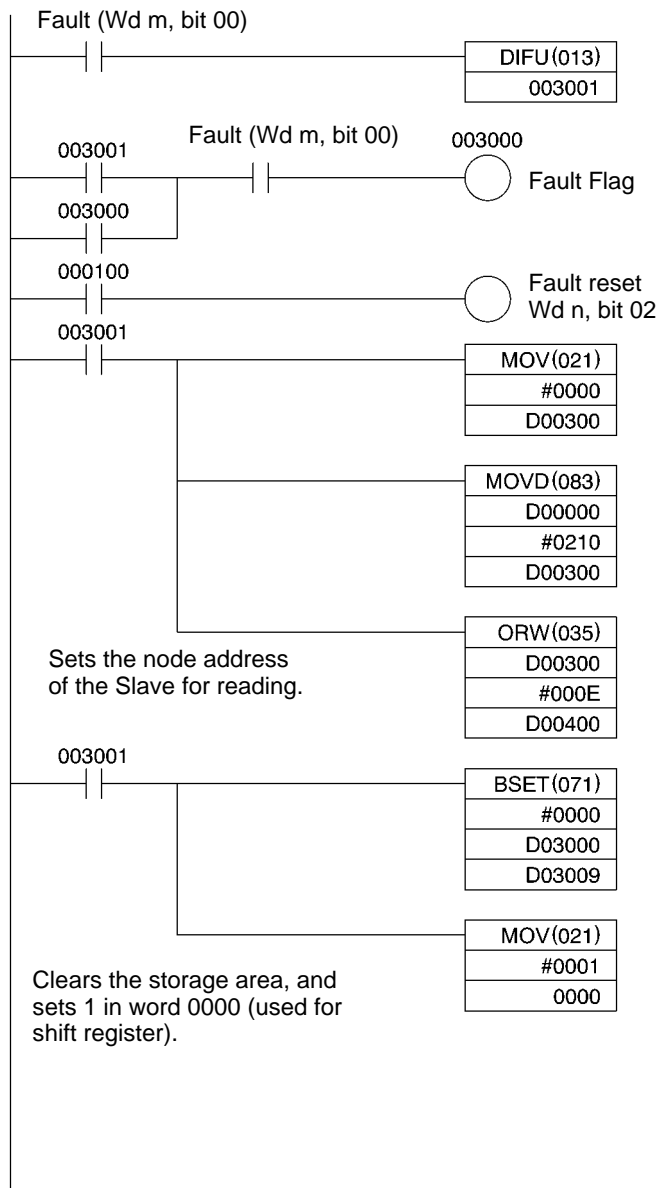 Fault (Wd m, bit 00)
DIFU(013)
003001
003001
Fault (Wd m, bit 00)
003000
Fault Flag
003000
000100
Fault reset
Wd n, bit 02
003001
MOV(021)
#0000
D00300
MOVD(083)
D00000
#0210
D00300
ORW(035)
D00300
#000E
D00400
Sets the node address
of the Slave for reading.
003001
BSET(071)
#0000
D03000
D03009
MOV(021)
#0001
0000
Clears the storage area, and
sets 1 in word 0000 (used for
shift register).